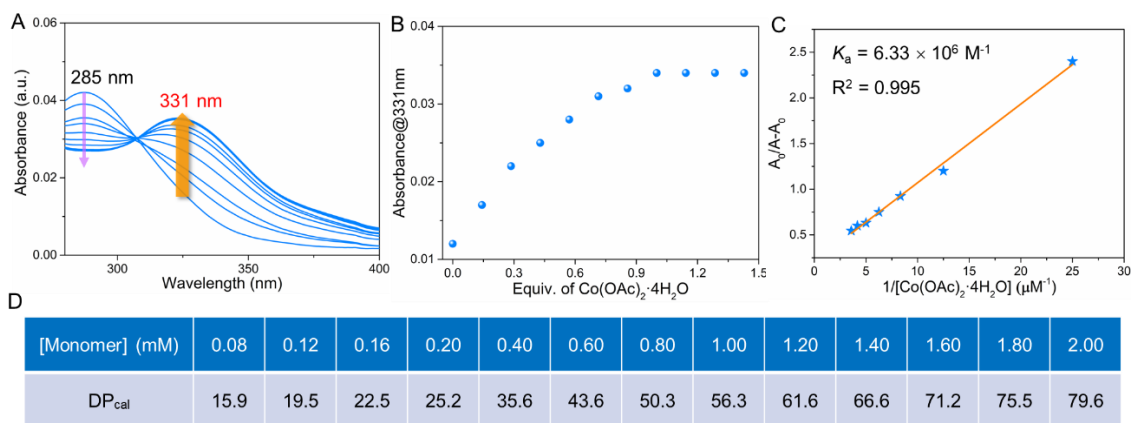 A
285 nm
331 nm
Absorbance (a.u.)
0.06
0.04
0.02
0.00
300
350
400
Wavelength (nm)
B
Absorbance@331nm
0.04
0.03
0.02
0.01
0.0
0.3
0.6
0.9
1.2
1.5
Equiv. of Co(OAc)₂·4H₂O
C
Kₐ = 6.33 × 10⁶ M⁻¹
R² = 0.995
A₀/A-A₀
2.5
2.0
1.5
1.0
0.5
0
5
10
15
20
25
30
1/[Co(OAc)₂·4H₂O] (μM⁻¹)
D
[Monomer] (mM) 0.08 0.12 0.16 0.20 0.40 0.60 0.80 1.00 1.20 1.40 1.60 1.80 2.00
DPcal 15.9 19.5 22.5 25.2 35.6 43.6 50.3 56.3 61.6 66.6 71.2 75.5 79.6